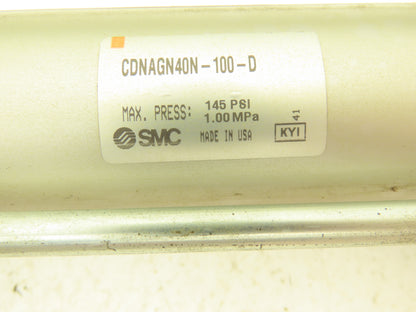 CDNAGN40N-100-D
MAX. PRESS: 145 PSI
1.00 MPa
SMC MADE IN USA KYI 41